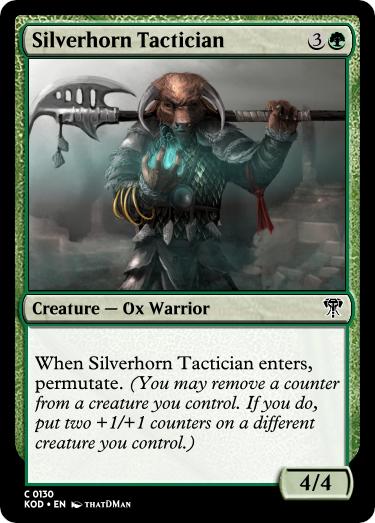 Silverhorn Tactician 3
Creature — Ox Warrior
When Silverhorn Tactician enters,
permutate. (You may remove a counter
from a creature you control. If you do,
put two +1/+1 counters on a different
creature you control.)
4/4
C 0130
KOD • EN THATDMAN